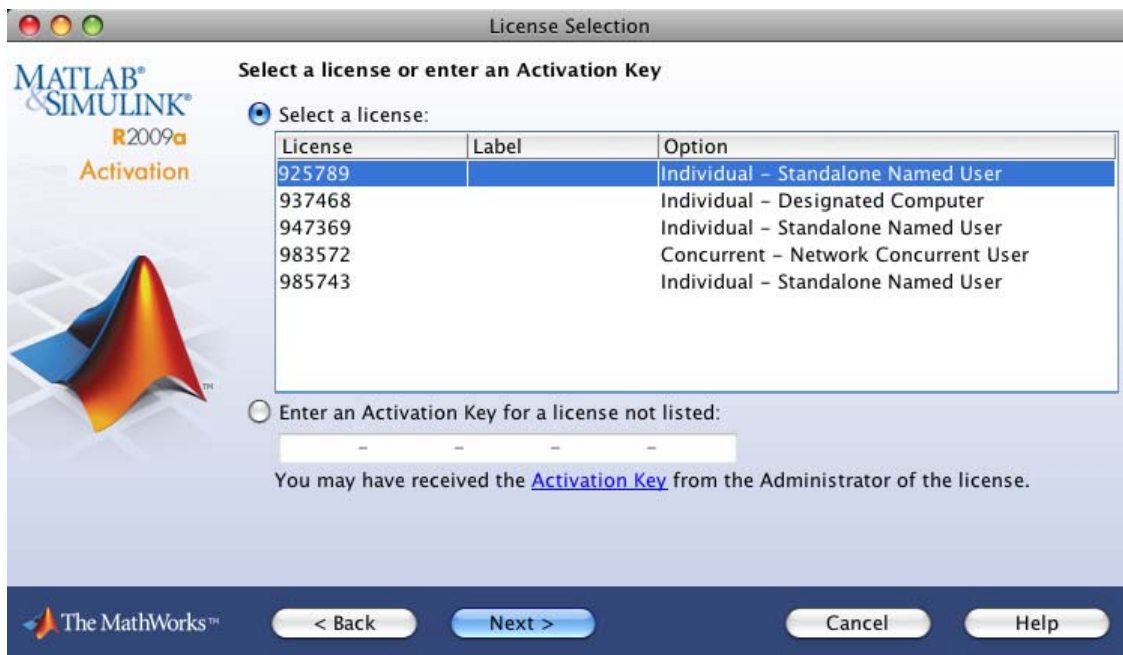 License Selection
MATLAB®
&SIMULINK®
R2009a
Activation
Select a license or enter an Activation Key
Select a license:
License Label Option
925789 Individual – Standalone Named User
937468 Individual – Designated Computer
947369 Individual – Standalone Named User
983572 Concurrent – Network Concurrent User
985743 Individual – Standalone Named User
TM
Enter an Activation Key for a license not listed:
– – – –
You may have received the Activation Key from the Administrator of the license.
The MathWorks™ < Back Next > Cancel Help